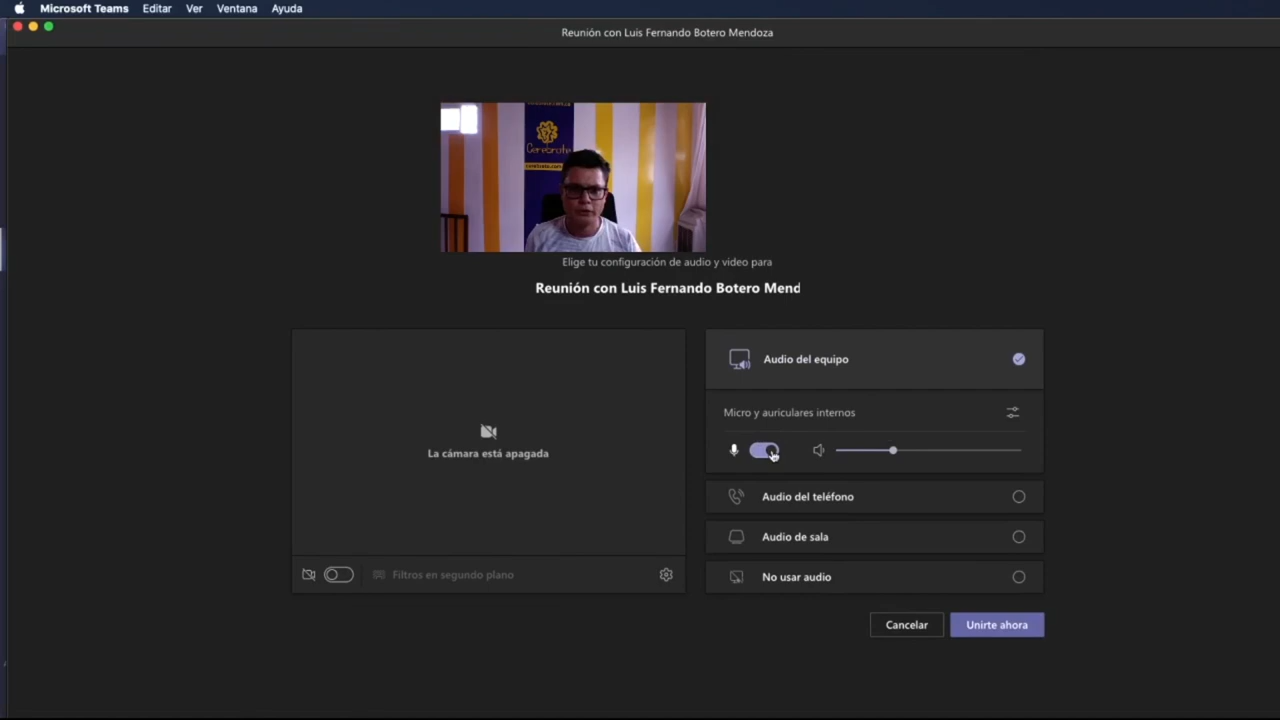 Microsoft Teams Editar Ver Ventana Ayuda
Reunión con Luis Fernando Botero Mendoza
Cerebrote
Elige tu configuración de audio y video para
Reunión con Luis Fernando Botero Mend
La cámara está apagada
Filtros en segundo plano
Audio del equipo
Micro y auriculares internos
Audio del teléfono
Audio de sala
No usar audio
Cancelar
Unirte ahora